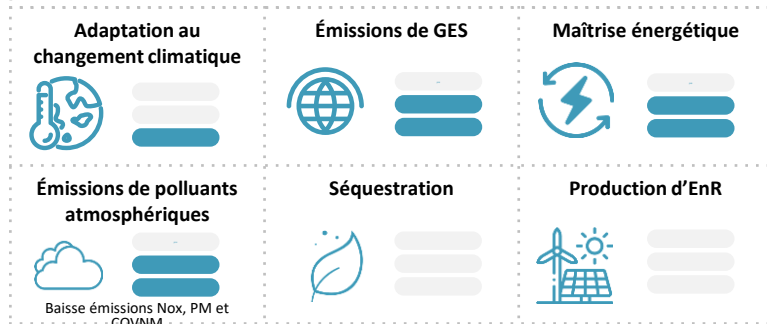 Adaptation au
changement climatique
Émissions de GES
-
Maîtrise énergétique
-
Émissions de polluants
atmosphériques
-
Baisse émissions Nox, PM et
COVNM
Séquestration
Production d'EnR